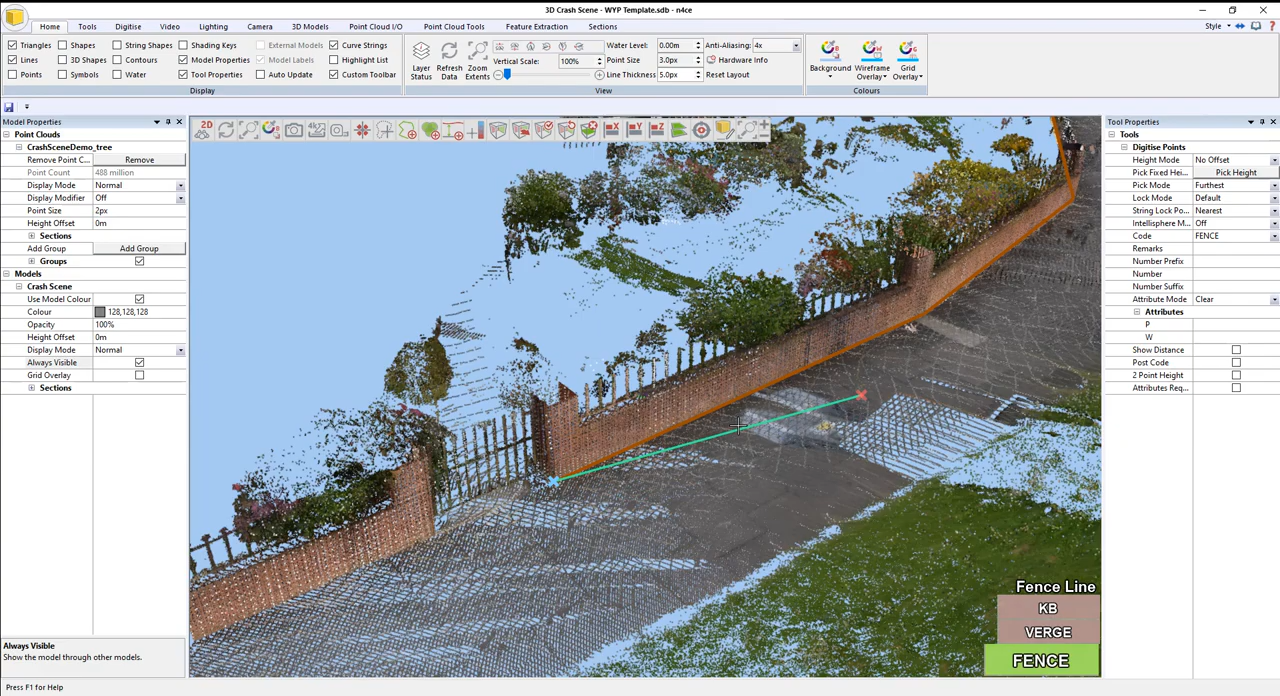 3D Crash Scene - WYP Template.sdb - n4ce
Home Tools Digitise Video Lighting Camera 3D Models Point Cloud I/O Point Cloud Tools Feature Extraction Sections Style
Triangles Shapes String Shapes Shading Keys External Models Curve Strings
Lines 3D Shapes Contours Model Properties Model Labels Highlight List
Points Symbols Water Tool Properties Auto Update Custom Toolbar
Display
Layer Status
Refresh Data
Zoom Extents
Water Level: 0.00m Anti-Aliasing: 4x
Vertical Scale: 100% Point Size 3.0px Hardware Info
Line Thickness 5.0px Reset Layout
View
Background
Wireframe Overlay
Grid Overlay
Colours
Model Properties
Point Clouds
CrashSceneDemo_tree
Remove Point C... Remove
Point Count 488 million
Display Mode Normal
Display Modifier Off
Point Size 2px
Height Offset 0m
Sections
Add Group Add Group
Groups
Models
Crash Scene
Use Model Colour
Colour 128,128,128
Opacity 100%
Height Offset 0m
Display Mode Normal
Always Visible
Grid Overlay
Sections
Always Visible
Show the model through other models.
2D
X Y Z
Fence Line
KB
VERGE
FENCE
Tool Properties
Tools
Digitise Points
Height Mode No Offset
Pick Fixed Hei... Pick Height
Pick Mode Furthest
Lock Mode Default
String Lock Po... Nearest
Intellisphere M... Off
Code FENCE
Remarks
Number Prefix
Number
Number Suffix
Attribute Mode Clear
Attributes
P
W
Show Distance
Post Code
2 Point Height
Attributes Req...
Press F1 for Help